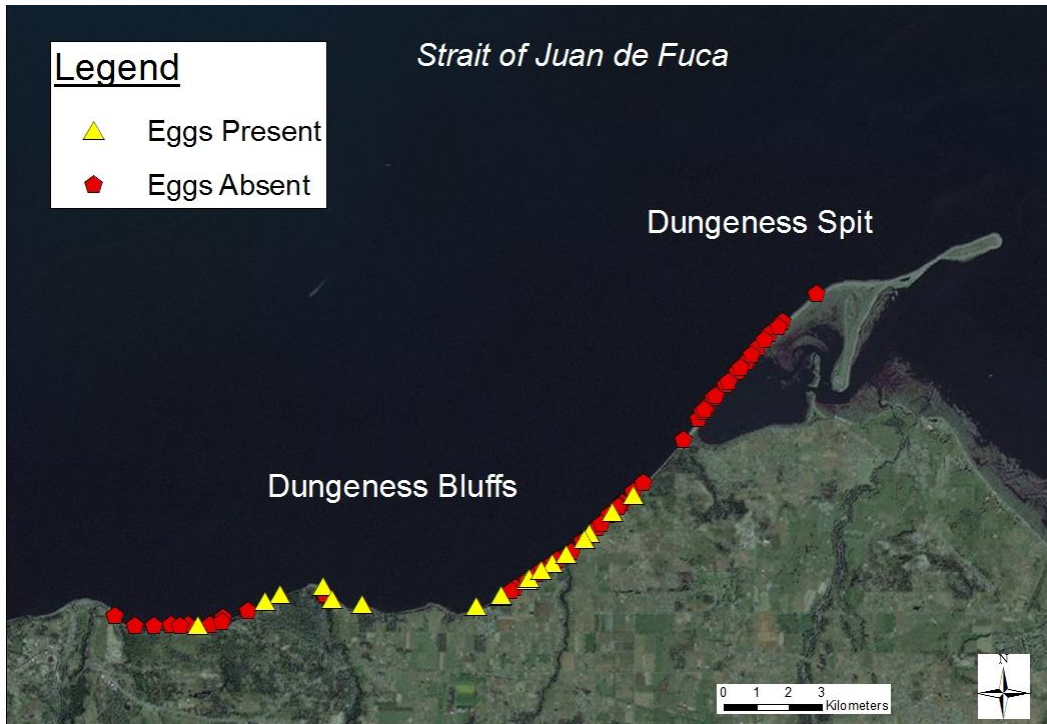 Strait of Juan de Fuca
Legend
Eggs Present
Eggs Absent
Dungeness Spit
Dungeness Bluffs
0 1 2 3
Kilometers
N